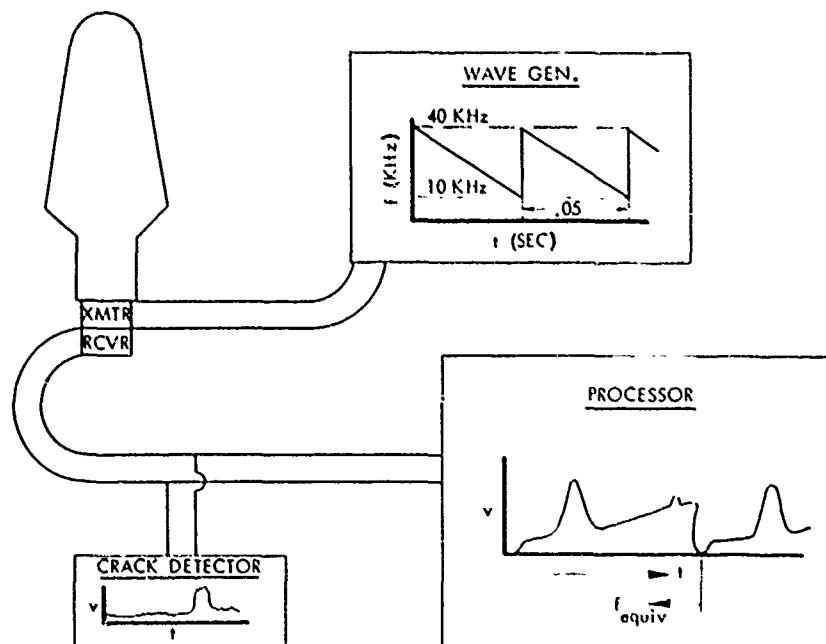 WAVE GEN.
40 KHz
f (KHz)
10 KHz
.05
t (SEC)
XMTR
RCVR
PROCESSOR
v
t
f equiv
CRACK DETECTOR
v
t